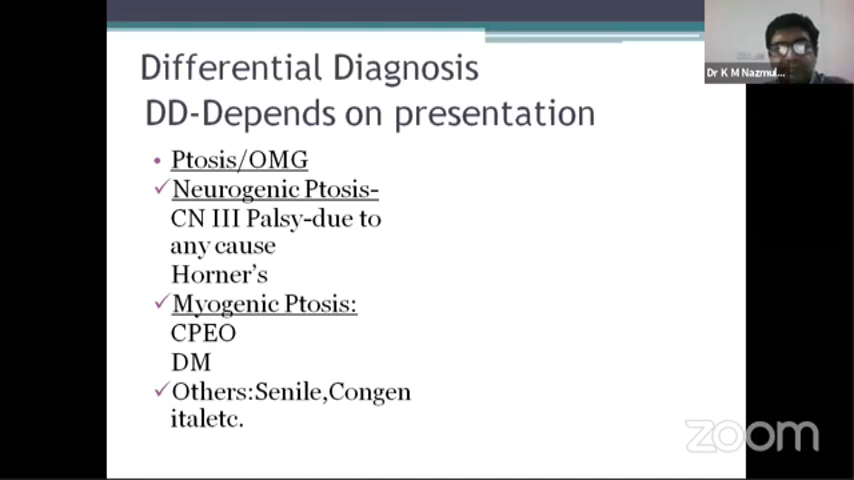 Differential Diagnosis
DD-Depends on presentation
• Ptosis/OMG
✓Neurogenic Ptosis-
CN III Palsy-due to
any cause
Horner's
✓Myogenic Ptosis:
CPEO
DM
✓Others:Senile,Congen
italetc.
Dr K M Nazmul...
zoom